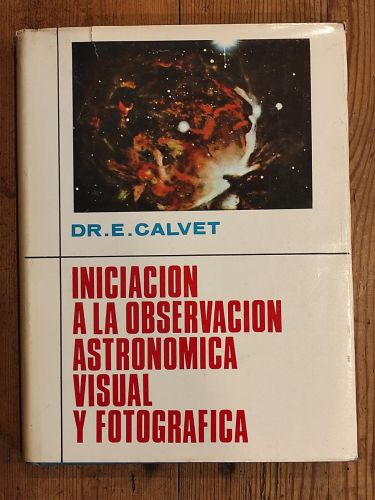 DR. E. CALVET
INICIACION
A LA OBSERVACION
ASTRONOMICA
VISUAL
Y FOTOGRAFICA